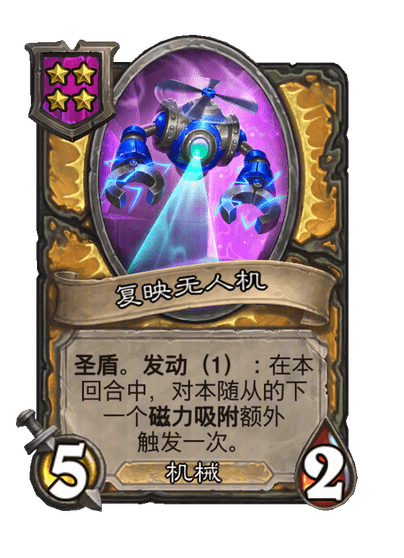 复映无人机
圣盾。发动（1）：在本
回合中，对本随从的下
一个磁力吸附额外
触发一次。
5
机械
2